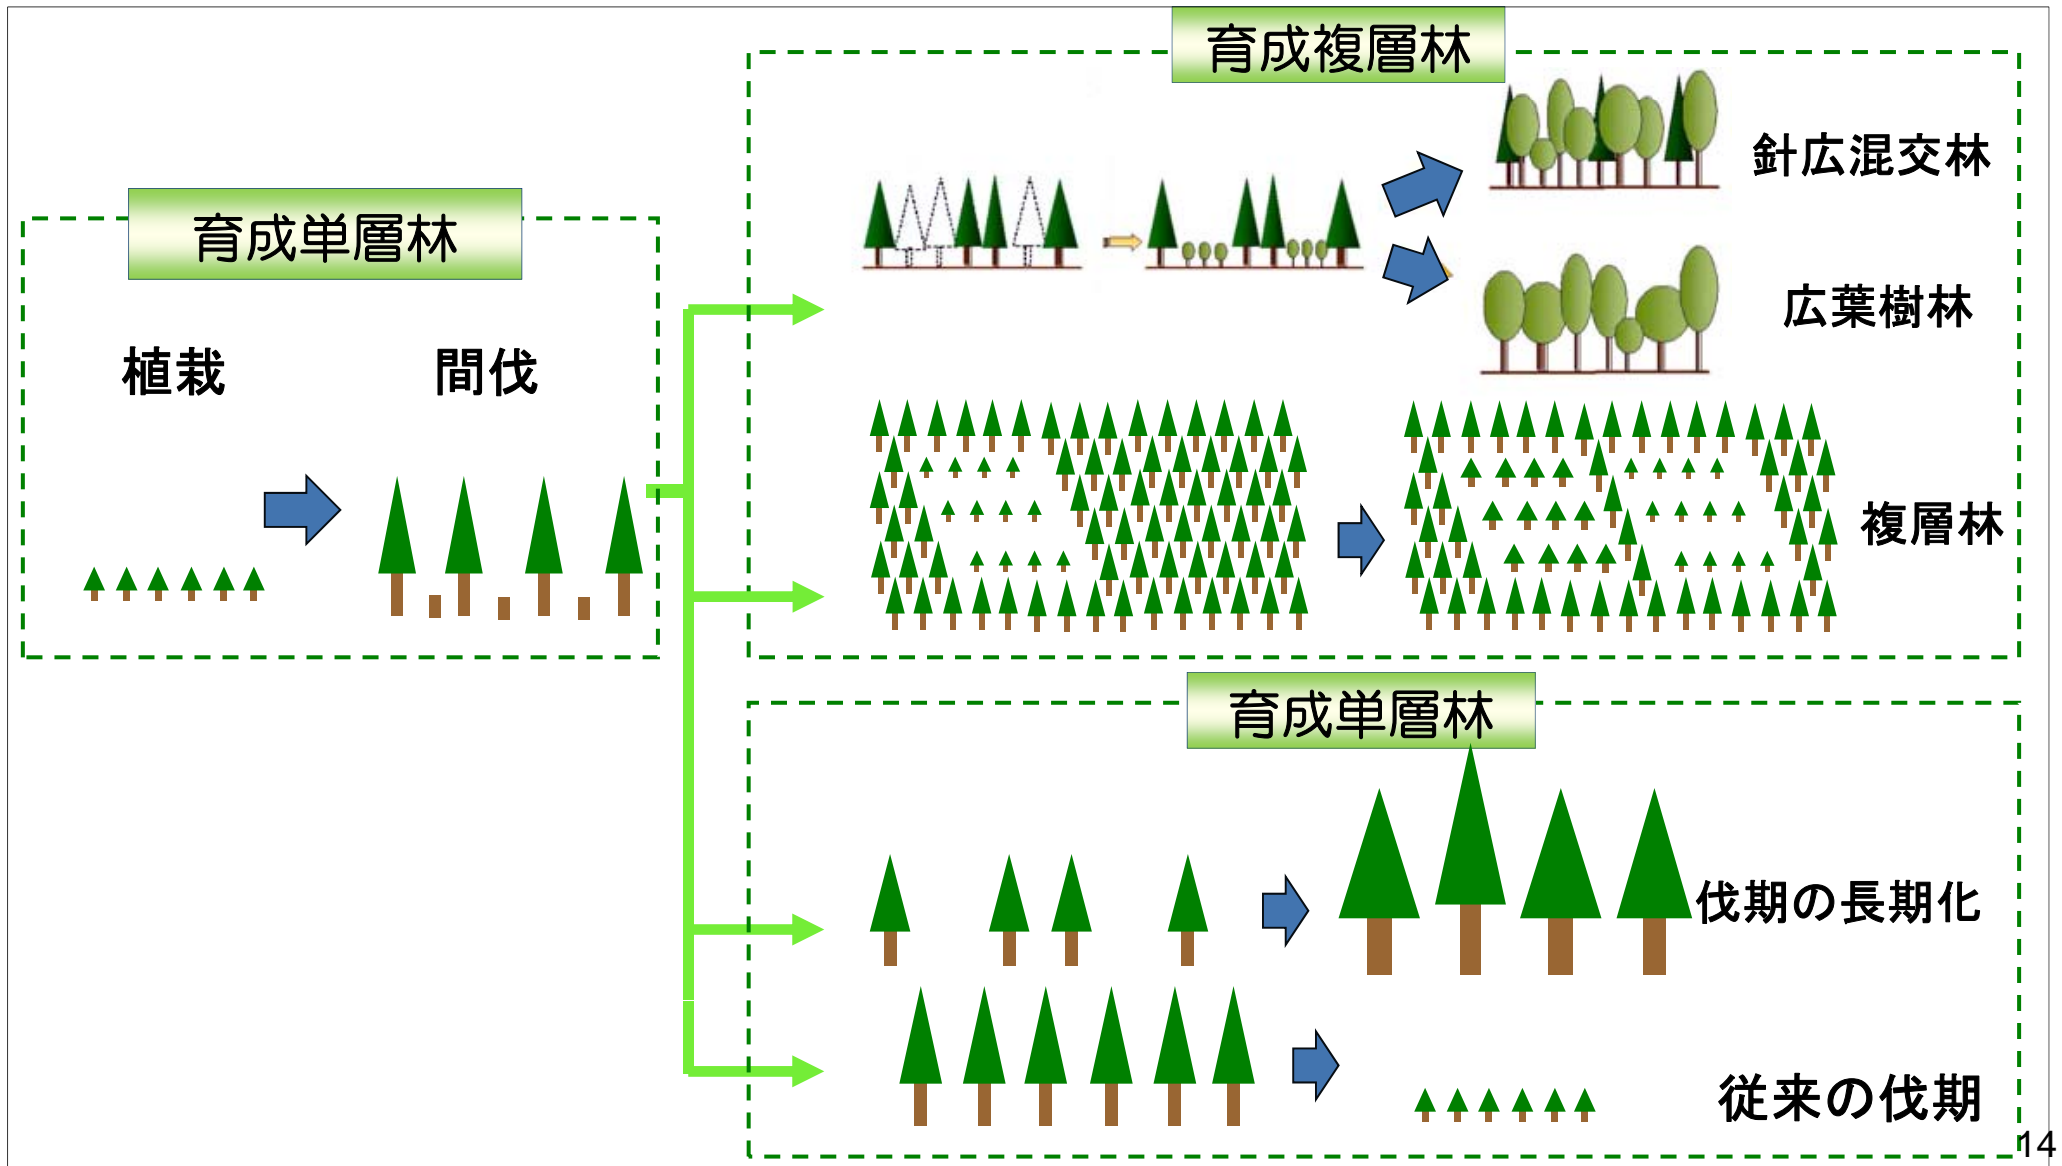 育成単層林
植栽
間伐
育成複層林
針広混交林
広葉樹林
複層林
育成単層林
伐期の長期化
従来の伐期
14